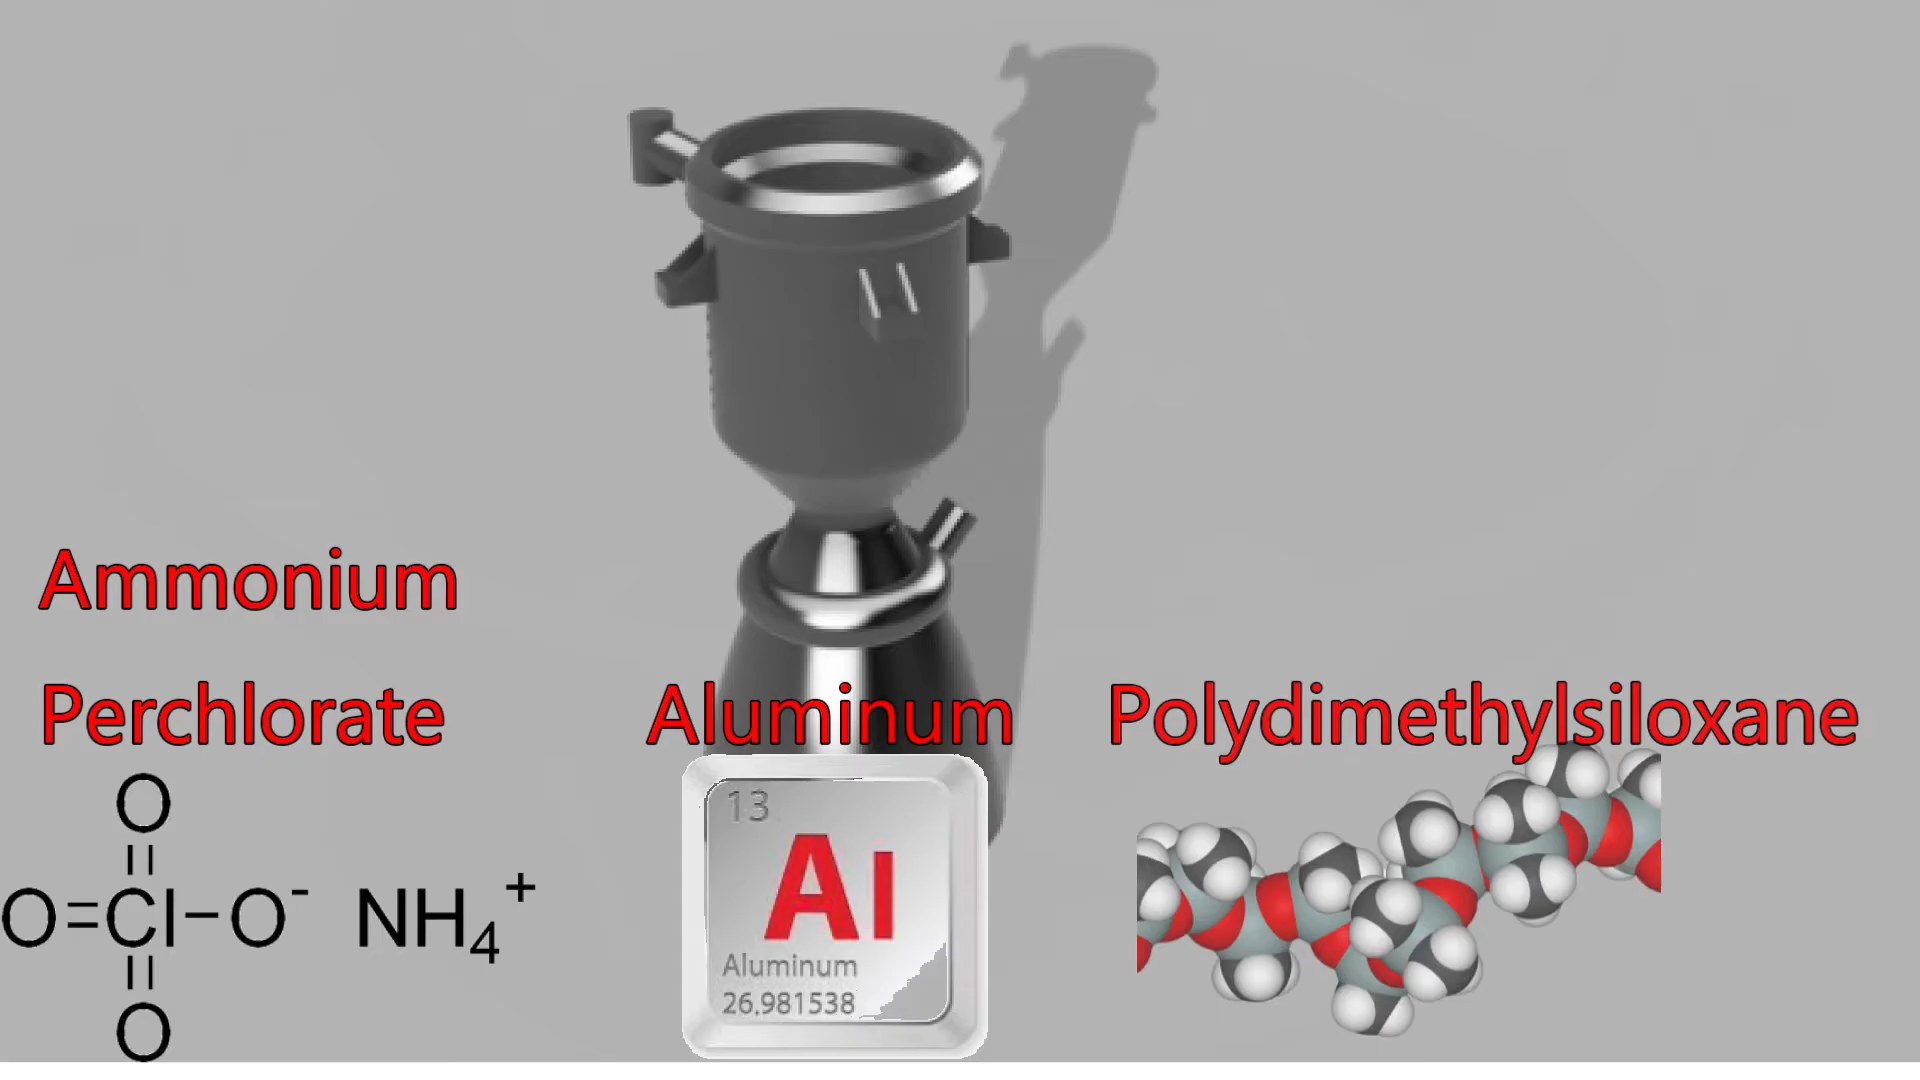 Ammonium
Perchlorate
Aluminum
Polydimethylsiloxane
O
O=Cl-O⁻ NH₄⁺
O
13
Al
Aluminum
26.981538